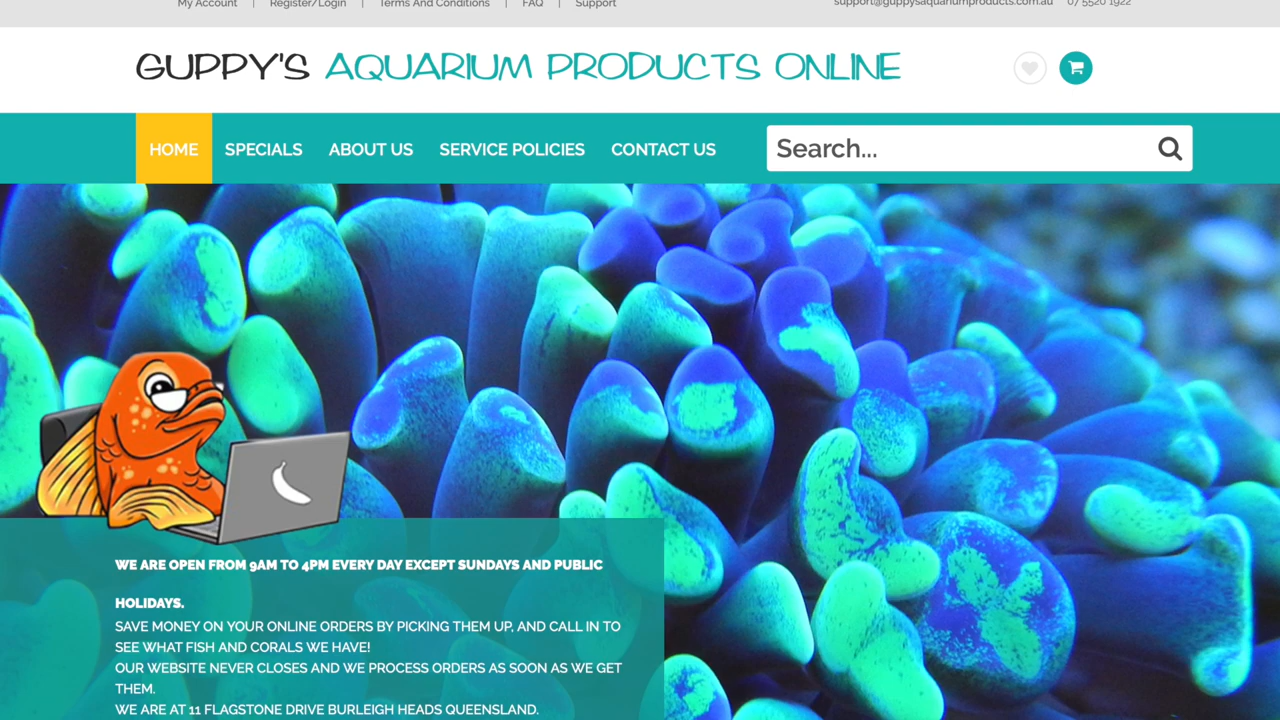 My Account | Register/Login | Terms And Conditions | FAQ | Support
support@guppysaquariumproducts.com.au 07 5520 1922
GUPPY'S AQUARIUM PRODUCTS ONLINE
HOME SPECIALS ABOUT US SERVICE POLICIES CONTACT US Search...
WE ARE OPEN FROM 9AM TO 4PM EVERY DAY EXCEPT SUNDAYS AND PUBLIC
HOLIDAYS.
SAVE MONEY ON YOUR ONLINE ORDERS BY PICKING THEM UP, AND CALL IN TO
SEE WHAT FISH AND CORALS WE HAVE!
OUR WEBSITE NEVER CLOSES AND WE PROCESS ORDERS AS SOON AS WE GET
THEM.
WE ARE AT 11 FLAGSTONE DRIVE BURLEIGH HEADS QUEENSLAND.